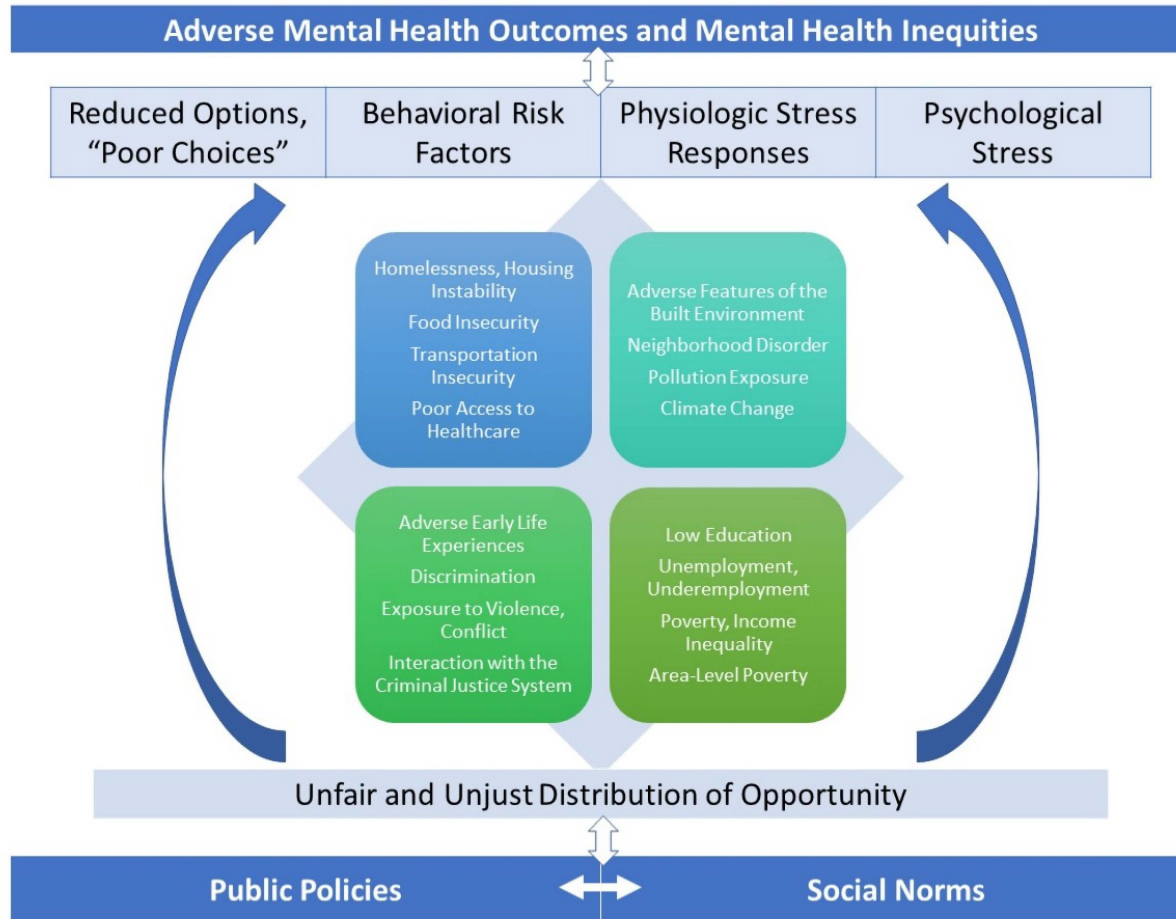 Adverse Mental Health Outcomes and Mental Health Inequities
Reduced Options,
“Poor Choices”
Behavioral Risk
Factors
Physiologic Stress
Responses
Psychological
Stress
Homelessness, Housing
Instability
Food Insecurity
Transportation
Insecurity
Poor Access to
Healthcare
Adverse Features of the
Built Environment
Neighborhood Disorder
Pollution Exposure
Climate Change
Adverse Early Life
Experiences
Discrimination
Exposure to Violence,
Conflict
Interaction with the
Criminal Justice System
Low Education
Unemployment,
Underemployment
Poverty, Income
Inequality
Area-Level Poverty
Unfair and Unjust Distribution of Opportunity
Public Policies
Social Norms